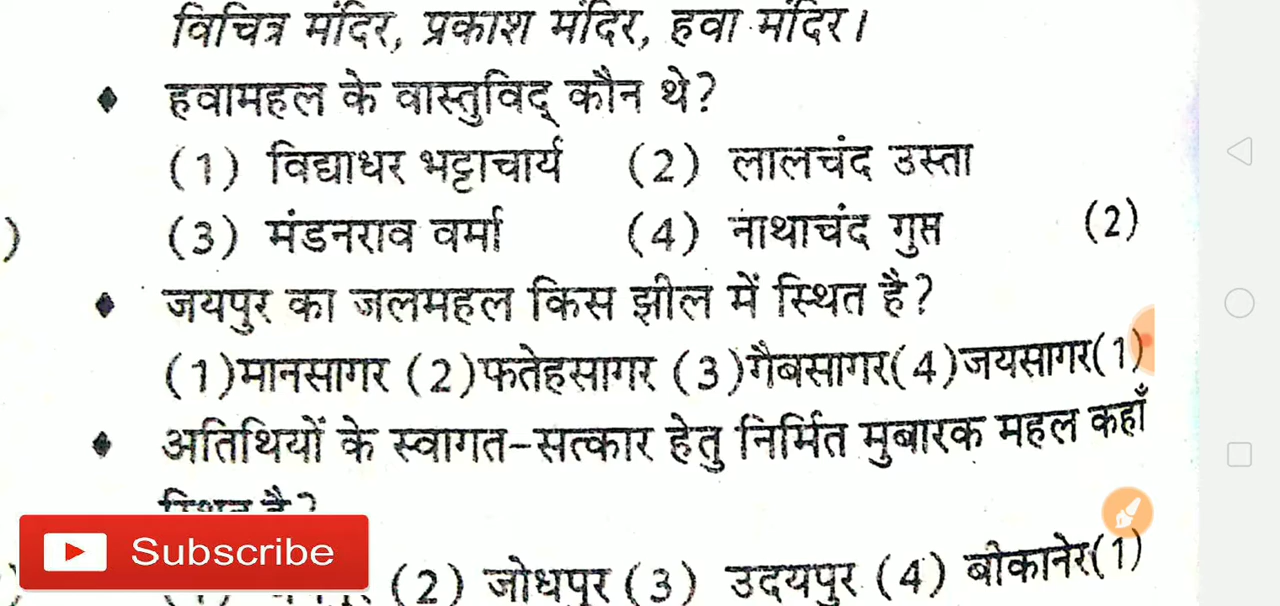 विचित्र मंदिर, प्रकाश मंदिर, हवा मंदिर।
♦ हवामहल के वास्तुविद् कौन थे?
(1) विद्याधर भट्टाचार्य (2) लालचंद उस्ता
) (3) मंडनराव वर्मा (4) नाथाचंद गुप्त (2)
♦ जयपुर का जलमहल किस झील में स्थित है?
(1)मानसागर (2)फतेहसागर (3)गैबसागर(4)जयसागर(1)
♦ अतिथियों के स्वागत-सत्कार हेतु निर्मित मुबारक महल कहाँ
स्थित है?
Subscribe
(2) जोधपुर (3) उदयपुर (4) बीकानेर(1)